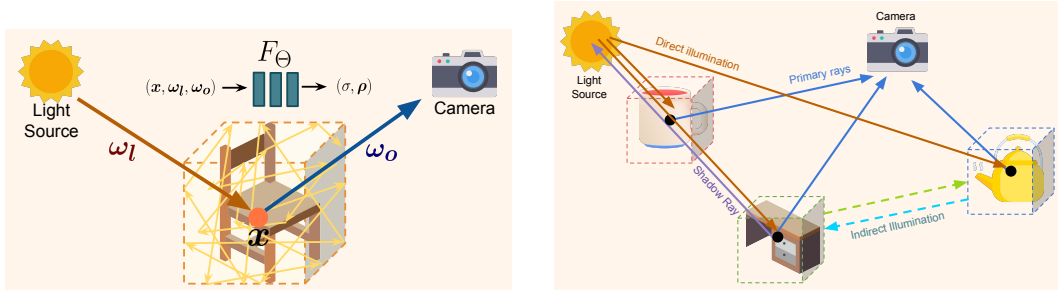 Light
Source
F_Θ
(x, ω_l, ω_o)
(σ, ρ)
Camera
ω_l
ω_o
x
Camera
Light
Source
Direct illumination
Primary rays
Shadow Ray
Indirect Illumination